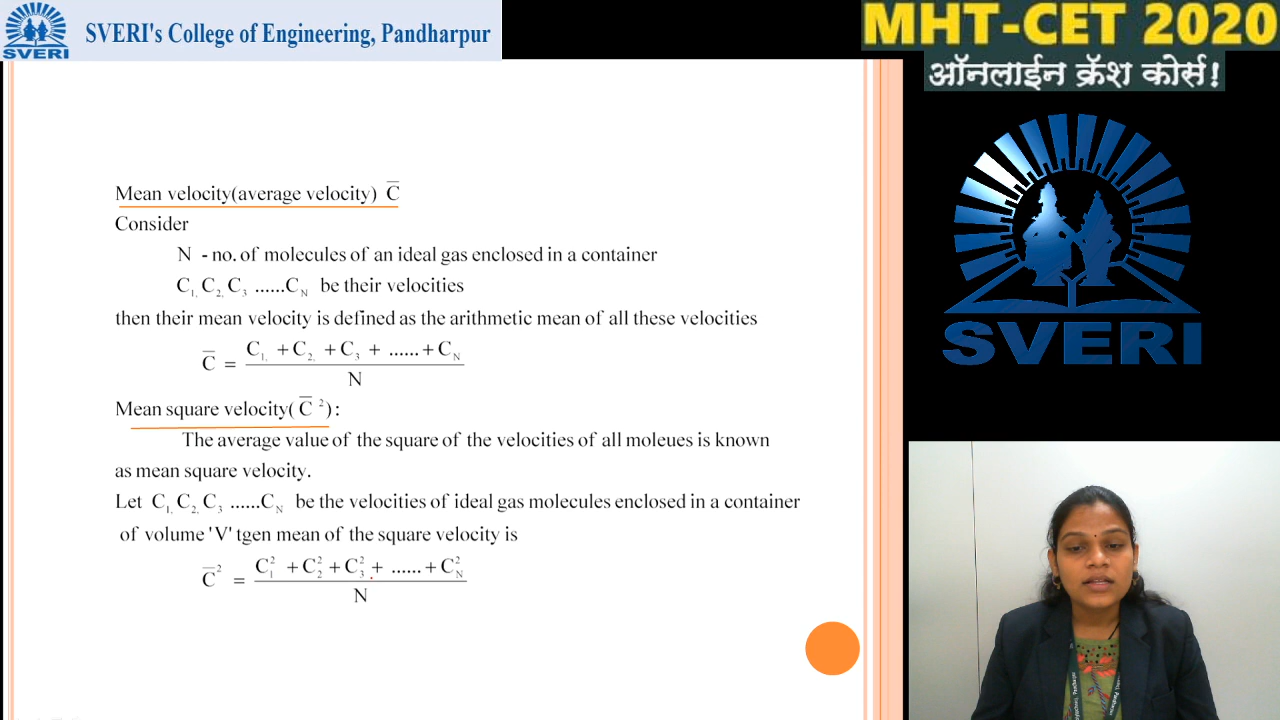 SVERI
SVERI's College of Engineering, Pandharpur
MHT-CET 2020
ऑनलाईन क्रॅश कोर्स!
SVERI
Mean velocity(average velocity) C̅
Consider
N - no. of molecules of an ideal gas enclosed in a container
C₁, C₂, C₃ ......C_N be their velocities
then their mean velocity is defined as the arithmetic mean of all these velocities
C̅ = (C₁, + C₂, + C₃ + ...... + C_N) / N
Mean square velocity( C̅ ²):
The average value of the square of the velocities of all moleues is known
as mean square velocity.
Let C₁, C₂, C₃ ......C_N be the velocities of ideal gas molecules enclosed in a container
of volume 'V' tgen mean of the square velocity is
C̅² = (C₁² + C₂² + C₃² + ...... + C_N²) / N